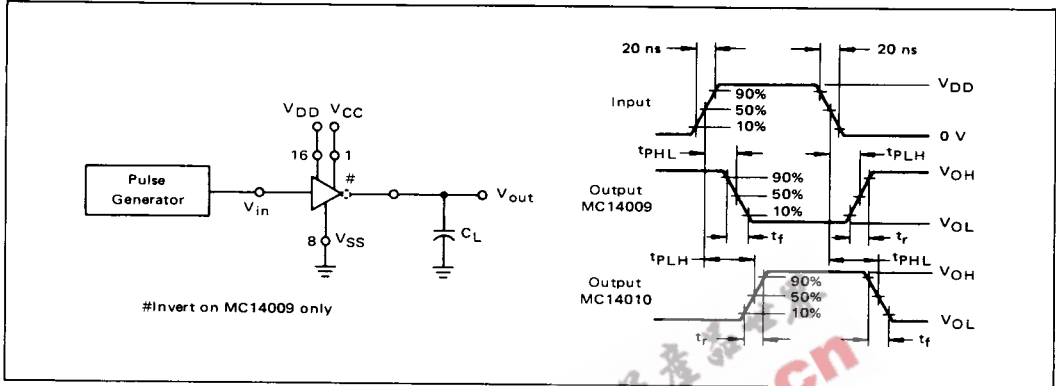 VDD VCC
16 1
#
Pulse
Generator
Vin
Vout
8 VSS
CL
#Invert on MC14009 only
20 ns 20 ns
VDD
Input
90%
50%
10%
0 V
tPHL tPLH
VOH
Output
MC14009
90%
50%
10%
VOL
tf tr
tPLH tPHL
VOH
Output
MC14010
90%
50%
10%
VOL
tr tf
.cn